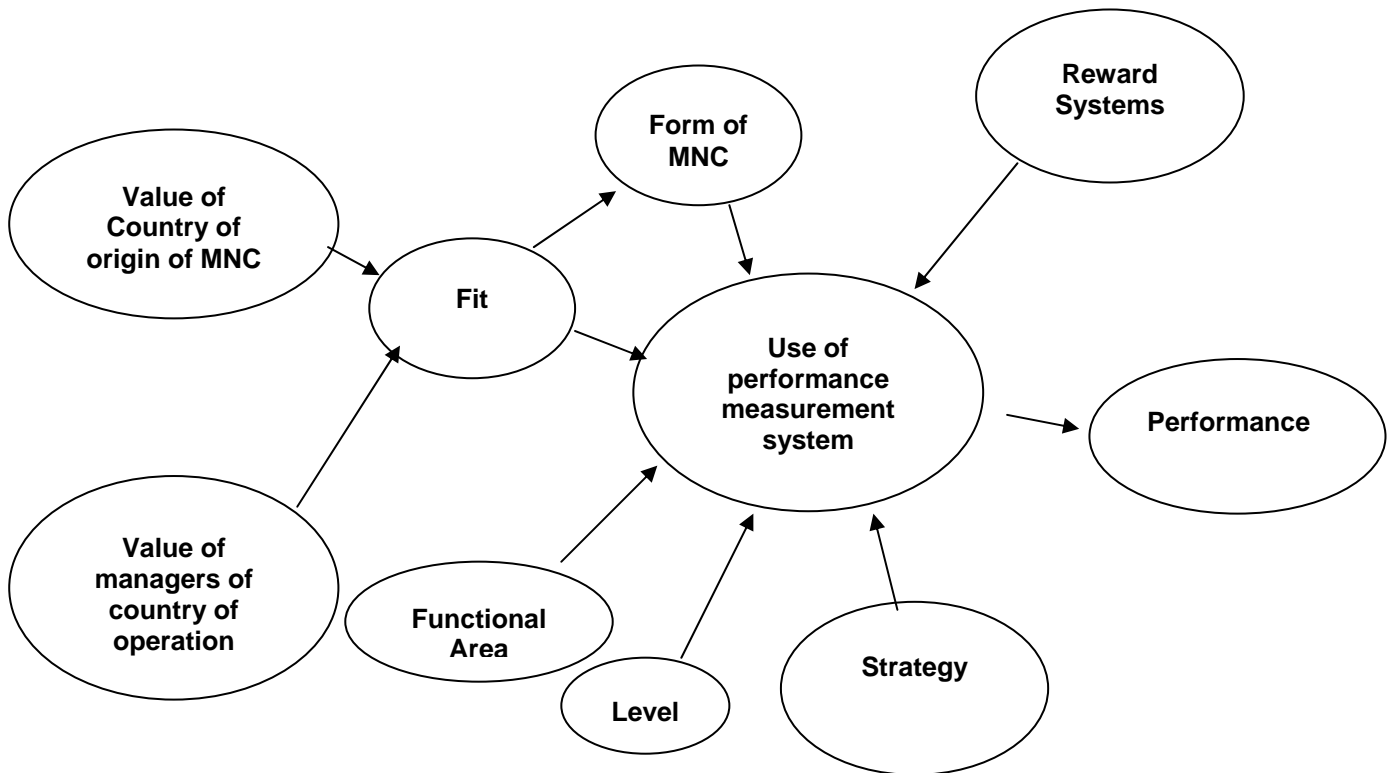 Reward
Systems
Form of
MNC
Value of
Country of
origin of MNC
Fit
Use of
performance
measurement
system
Performance
Value of
managers of
country of
operation
Functional
Area
Level
Strategy